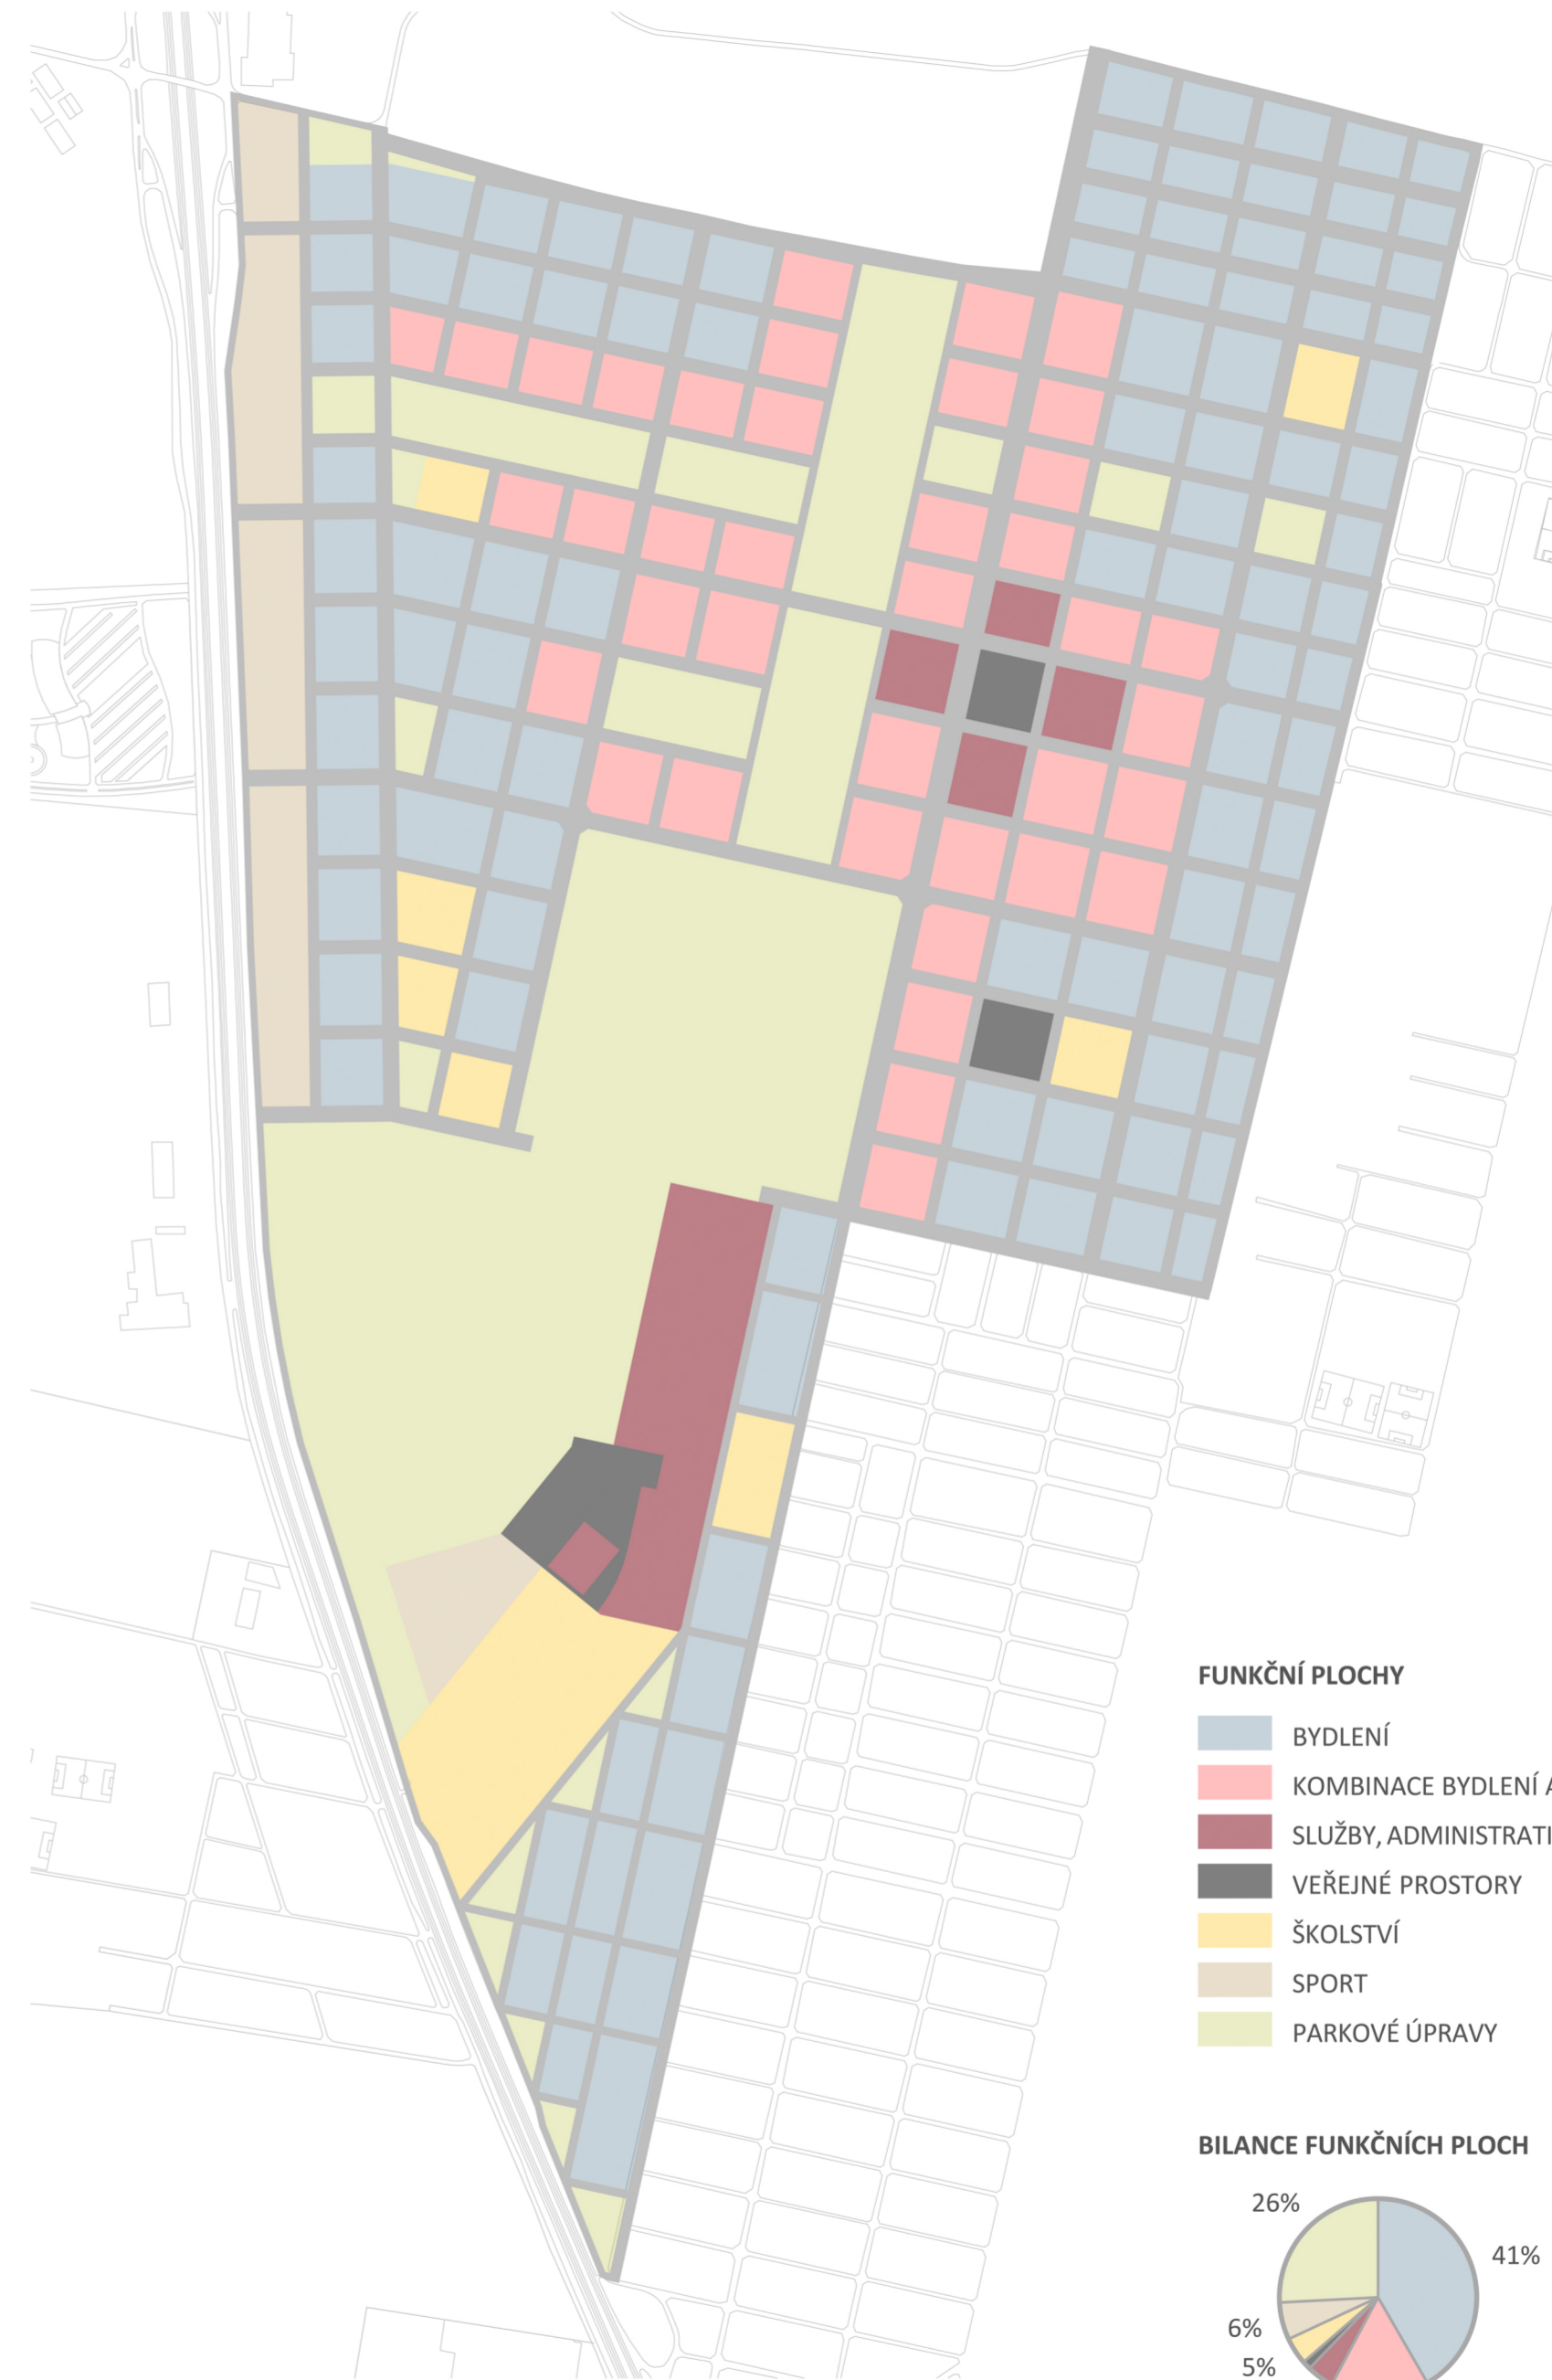 FUNKČNÍ PLOCHY
BYDLENÍ
KOMBINACE BYDLENÍ
SLUŽBY,
VEŘEJNÉ PROSTORY
ŠKOLSTVÍ
SPORT
PARKOVÉ ÚPRAVY
BILANCE FUNKČNÍCH PLOCH
26%
41%
6%
5%